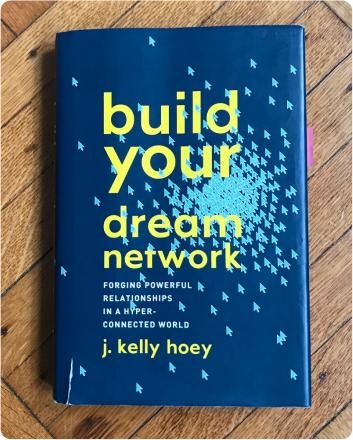 build
your
dream
network
FORGING POWERFUL
RELATIONSHIPS
IN A HYPER-
CONNECTED WORLD
j. kelly hoey